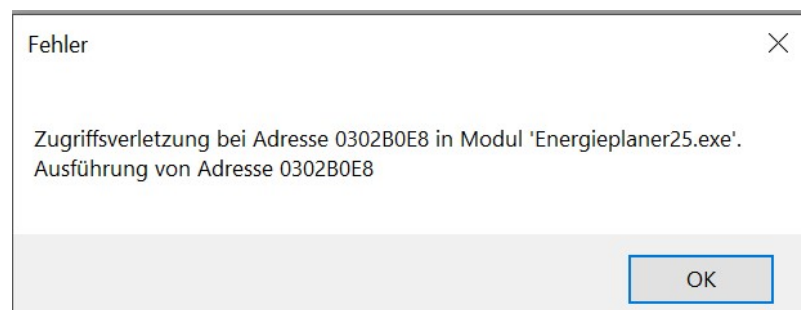 Fehler
Zugriffsverletzung bei Adresse 0302B0E8 in Modul 'Energieplaner25.exe'.
Ausführung von Adresse 0302B0E8
OK